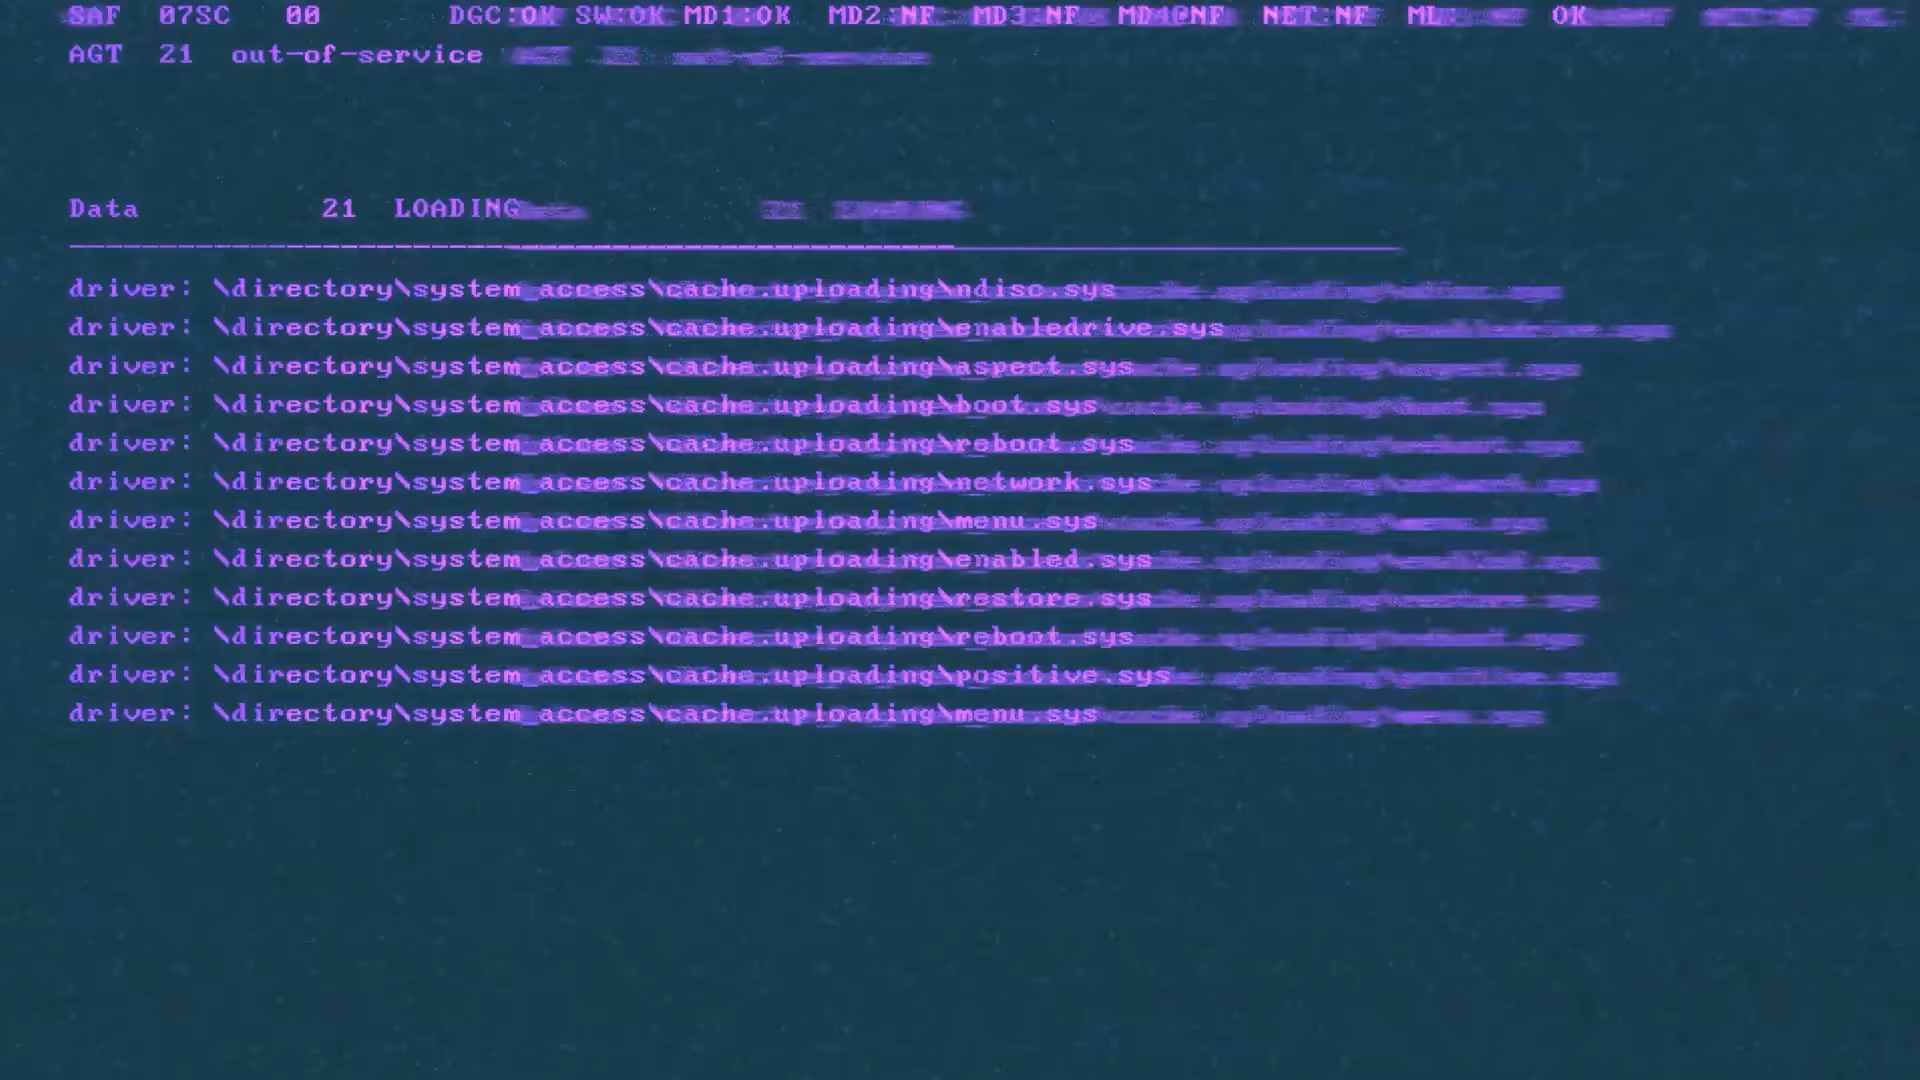 SAF 07SC 00 DGC:OK SW:OK MD1:OK MD2:NF MD3:NF MD4@NF NET:NF ML: OK
AGT 21 out-of-service
Data 21 LOADING
driver: \directory\system_access\cache.uploading\ndisc.sys
driver: \directory\system_access\cache.uploading\enabledrive.sys
driver: \directory\system_access\cache.uploading\aspect.sys
driver: \directory\system_access\cache.uploading\boot.sys
driver: \directory\system_access\cache.uploading\reboot.sys
driver: \directory\system_access\cache.uploading\network.sys
driver: \directory\system_access\cache.uploading\menu.sys
driver: \directory\system_access\cache.uploading\enabled.sys
driver: \directory\system_access\cache.uploading\restore.sys
driver: \directory\system_access\cache.uploading\reboot.sys
driver: \directory\system_access\cache.uploading\positive.sys
driver: \directory\system_access\cache.uploading\menu.sys